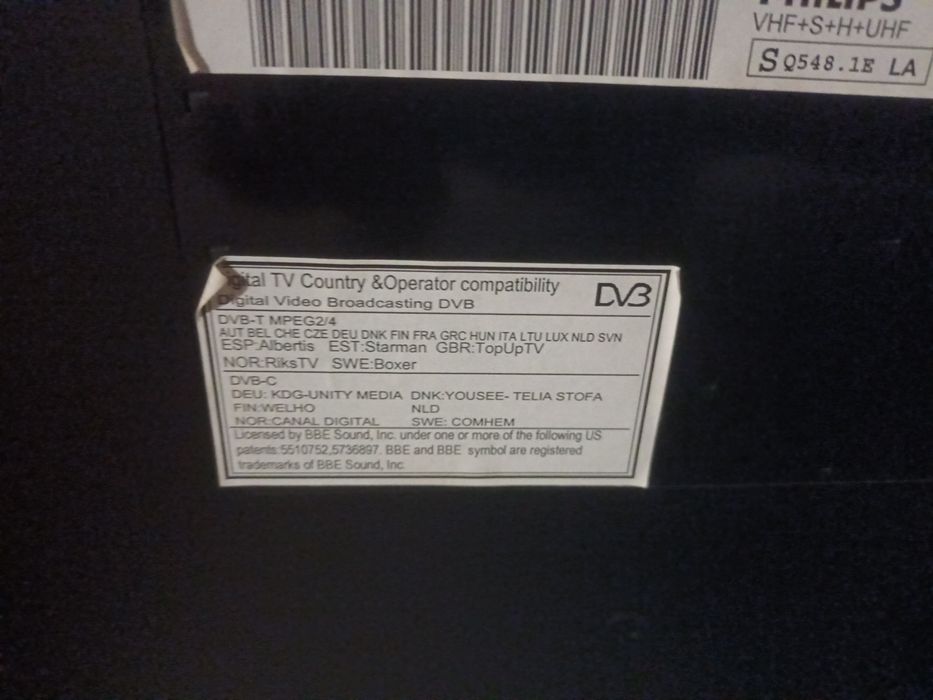 PHILIPS
VHF+S+H+UHF
S Q548.1E LA
Digital TV Country &Operator compatibility
DVB
Digital Video Broadcasting DVB
DVB-T MPEG2/4
AUT BEL CHE CZE DEU DNK FIN FRA GRC HUN ITA LTU LUX NLD SVN
ESP:Albertis EST:Starman GBR:TopUpTV
NOR:RiksTV SWE:Boxer
DVB-C
DEU: KDG-UNITY MEDIA DNK:YOUSEE- TELIA STOFA
FIN:WELHO NLD
NOR:CANAL DIGITAL SWE: COMHEM
Licensed by BBE Sound, Inc. under one or more of the following US
patents:5510752,5736897. BBE and BBE symbol are registered
trademarks of BBE Sound, Inc.